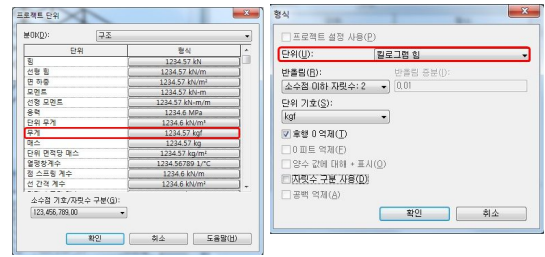 프로젝트 단위
분야(D): 구조
단위 형식
힘 1234.57 kN
선형 힘 1234.57 kN/m
면 하중 1234.57 kN/m²
모멘트 1234.57 kN-m
선형 모멘트 1234.57 kN-m/m
응력 1234.6 MPa
단위 무게 1234.6 kN/m³
무게 1234.57 kgf
매스 1234.57 kg
단위 면적당 매스 1234.57 kg/m²
열팽창계수 1234.56789 1/°C
점 스프링 계수 1234.6 kN/m
선 간격 계수 1234.6 kN/m²
소수점 기호/자릿수 구분(G):
123,456,789.00
확인 취소 도움말(H)
형식
프로젝트 설정 사용(P)
단위(U): 킬로그램 힘
반올림(R): 반올림 증분(I):
소수점 이하 자릿수: 2 0.01
단위 기호(S):
kgf
후행 0 억제(T)
0 피트 억제(F)
양수 값에 대해 + 표시(O)
자릿수 구분 사용(D)
공백 억제(A)
확인 취소